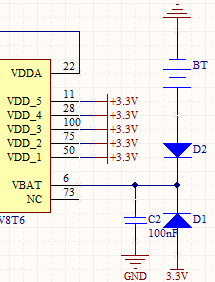 22
VDDA
BT
11
VDD_5 +3.3V
28
VDD_4 +3.3V
100
VDD_3 +3.3V
75
VDD_2 +3.3V
50
VDD_1 +3.3V
D2
6
VBAT
73
NC
V8T6
C2
100nF
D1
GND
3.3V